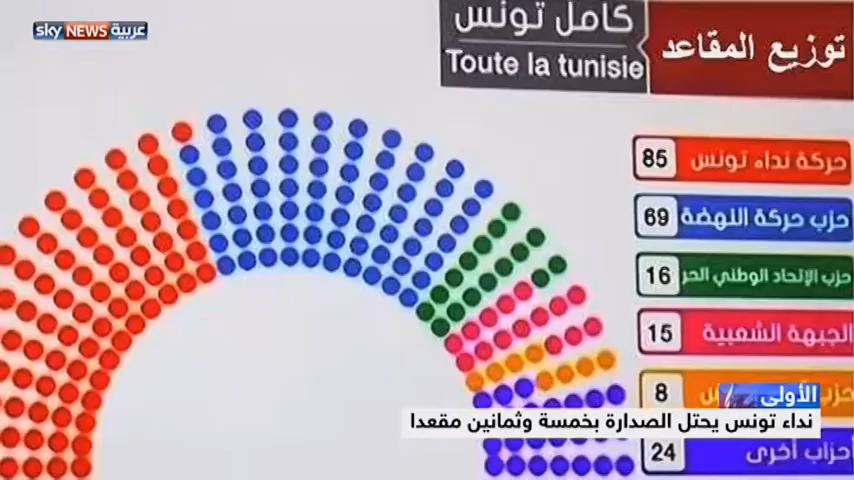 sky NEWS عربية
كامل تونس
Toute la tunisie
توزيع المقاعد
حركة نداء تونس 85
حزب حركة النهضة 69
حزب الإتحاد الوطني الحر 16
الجبهة الشعبية 15
8
الأولى
نداء تونس يحتل الصدارة بخمسة وثمانين مقعدا
أحزاب أخرى 24